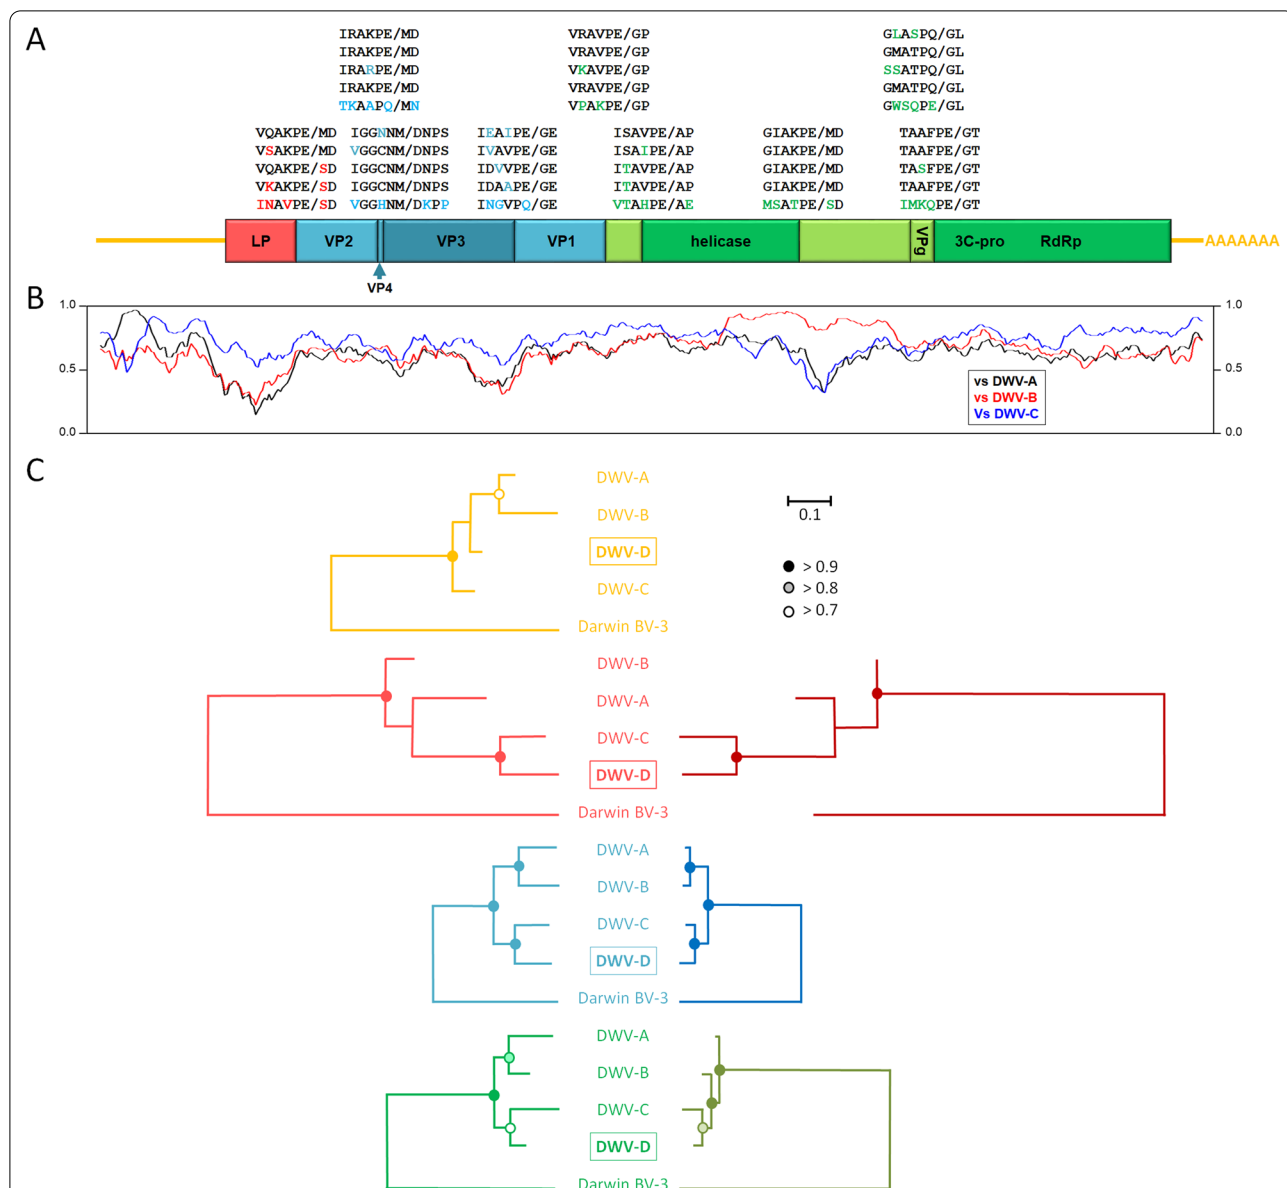 A
IRAKPE/MD VRAVPE/GP GLASPQ/GL
IRAKPE/MD VRAVPE/GP GMATPQ/GL
IRARPE/MD VKAVPE/GP SSATPQ/GL
IRAKPE/MD VRAVPE/GP GMATPQ/GL
TKAAPQ/MN VPAKPE/GP GWSQPE/GL
VQAKPE/MD IGGNNM/DNPS IEAIPE/GE ISAVPE/AP GIAKPE/MD TAAFPE/GT
VSAKPE/MD VGGCNM/DNPS IVAVPE/GE ISAIPE/AP GIAKPE/MD TAAFPE/GT
VQAKPE/SD IGGCNM/DNPS IDVVPE/GE ITAVPE/AP GIAKPE/MD TASFPE/GT
VKAKPE/SD IGGCNM/DNPS IDAAPE/GE ITAVPE/AP GIAKPE/MD TAAFPE/GT
INAVPE/SD VGGHNM/DKPP INGVPQ/GE VTAHPE/AE MSATPE/SD IMKQPE/GT
LP VP2 VP3 VP1 helicase VPg 3C-pro RdRp AAAAAAA
VP4
B
1.0 1.0
0.5 0.5
0.0 0.0
vs DWV-A
vs DWV-B
Vs DWV-C
C
DWV-A
DWV-B
DWV-D
DWV-C
Darwin BV-3
0.1
> 0.9
> 0.8
> 0.7
DWV-B
DWV-A
DWV-C
DWV-D
Darwin BV-3
DWV-A
DWV-B
DWV-C
DWV-D
Darwin BV-3
DWV-A
DWV-B
DWV-C
DWV-D
Darwin BV-3